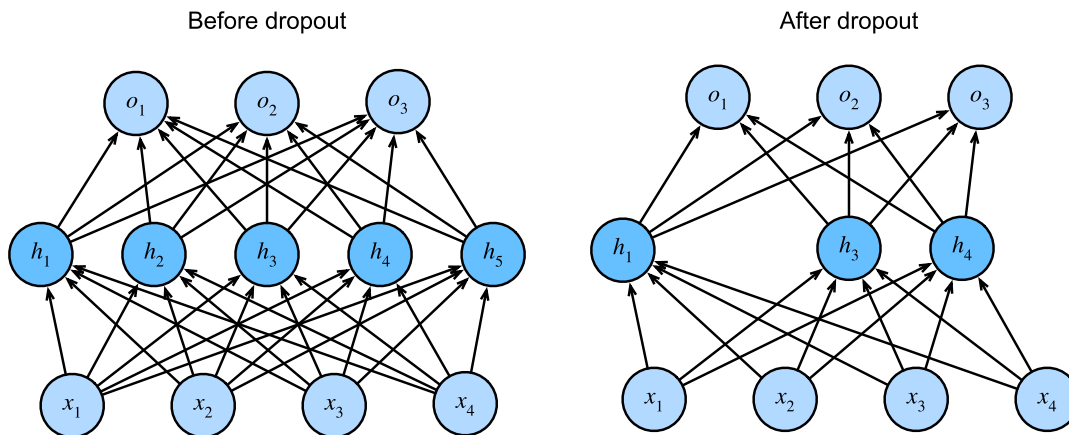 Before dropout
o₁ o₂ o₃
h₁ h₂ h₃ h₄ h₅
x₁ x₂ x₃ x₄
After dropout
o₁ o₂ o₃
h₁ h₃ h₄
x₁ x₂ x₃ x₄